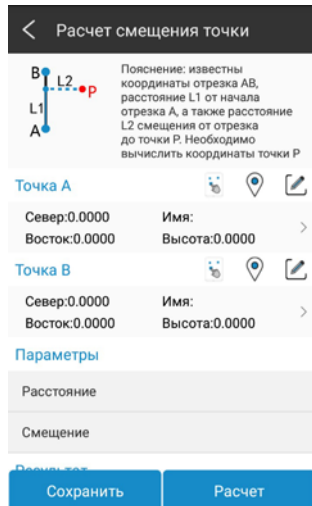 Расчет смещения точки
B
L2
P
L1
A
Пояснение: известны
координаты отрезка AB,
расстояние L1 от начала
отрезка A, а также расстояние
L2 смещения от отрезка
до точки P. Необходимо
вычислить координаты точки P
Точка A
Север:0.0000 Имя:
Восток:0.0000 Высота:0.0000
Точка B
Север:0.0000 Имя:
Восток:0.0000 Высота:0.0000
Параметры
Расстояние
Смещение
Результат
Сохранить Расчет